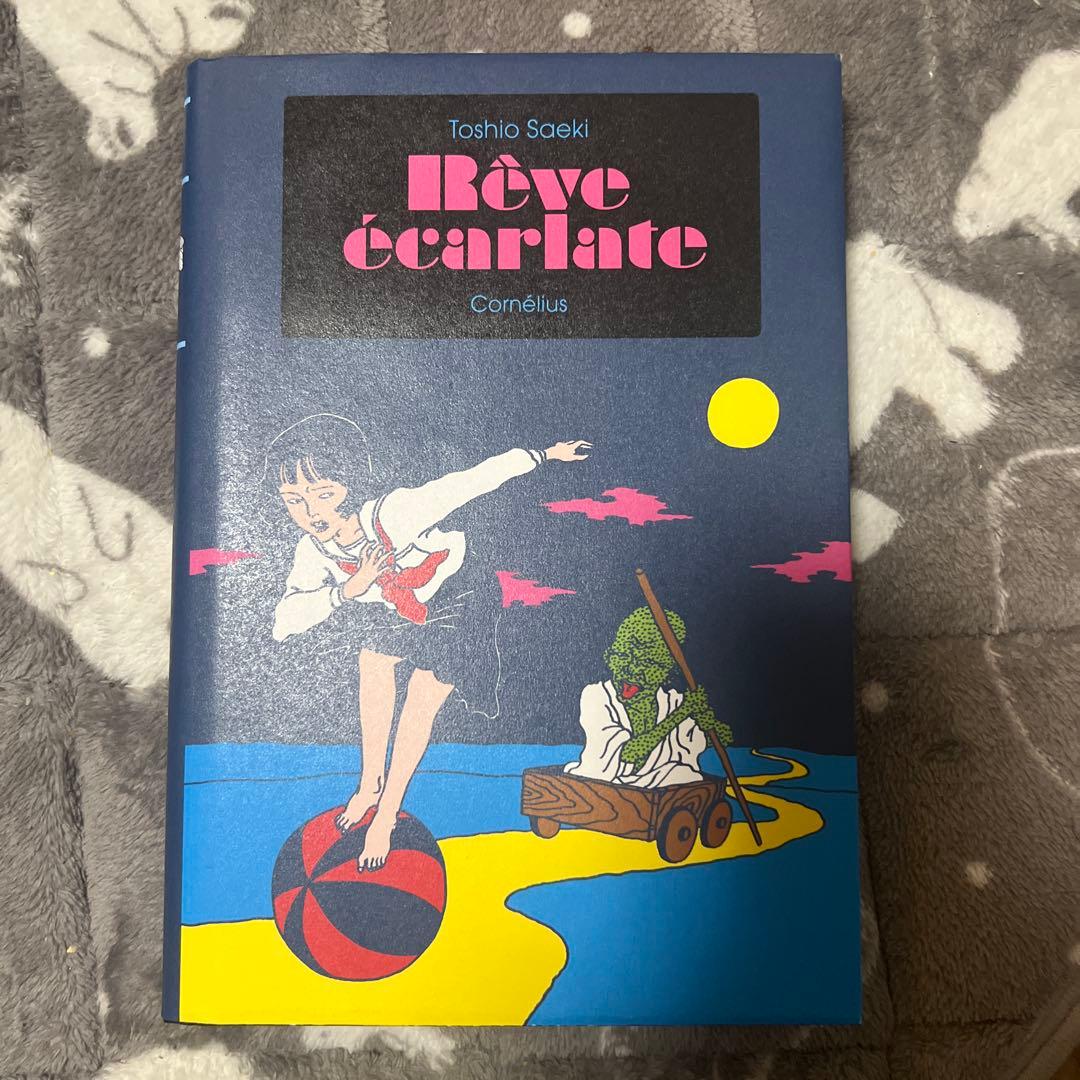 Toshio Saeki
Rêve
écarlate
Cornélius